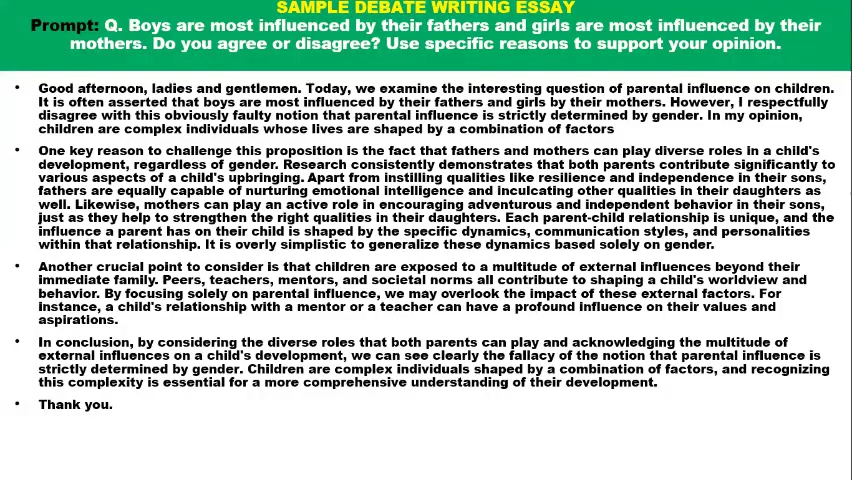 SAMPLE DEBATE WRITING ESSAY
Prompt: Q. Boys are most influenced by their fathers and girls are most influenced by their
mothers. Do you agree or disagree? Use specific reasons to support your opinion.
• Good afternoon, ladies and gentlemen. Today, we examine the interesting question of parental influence on children.
It is often asserted that boys are most influenced by their fathers and girls by their mothers. However, I respectfully
disagree with this obviously faulty notion that parental influence is strictly determined by gender. In my opinion,
children are complex individuals whose lives are shaped by a combination of factors
• One key reason to challenge this proposition is the fact that fathers and mothers can play diverse roles in a child's
development, regardless of gender. Research consistently demonstrates that both parents contribute significantly to
various aspects of a child's upbringing. Apart from instilling qualities like resilience and independence in their sons,
fathers are equally capable of nurturing emotional intelligence and inculcating other qualities in their daughters as
well. Likewise, mothers can play an active role in encouraging adventurous and independent behavior in their sons,
just as they help to strengthen the right qualities in their daughters. Each parent-child relationship is unique, and the
influence a parent has on their child is shaped by the specific dynamics, communication styles, and personalities
within that relationship. It is overly simplistic to generalize these dynamics based solely on gender.
• Another crucial point to consider is that children are exposed to a multitude of external influences beyond their
immediate family. Peers, teachers, mentors, and societal norms all contribute to shaping a child's worldview and
behavior. By focusing solely on parental influence, we may overlook the impact of these external factors. For
instance, a child's relationship with a mentor or a teacher can have a profound influence on their values and
aspirations.
• In conclusion, by considering the diverse roles that both parents can play and acknowledging the multitude of
external influences on a child's development, we can see clearly the fallacy of the notion that parental influence is
strictly determined by gender. Children are complex individuals shaped by a combination of factors, and recognizing
this complexity is essential for a more comprehensive understanding of their development.
• Thank you.